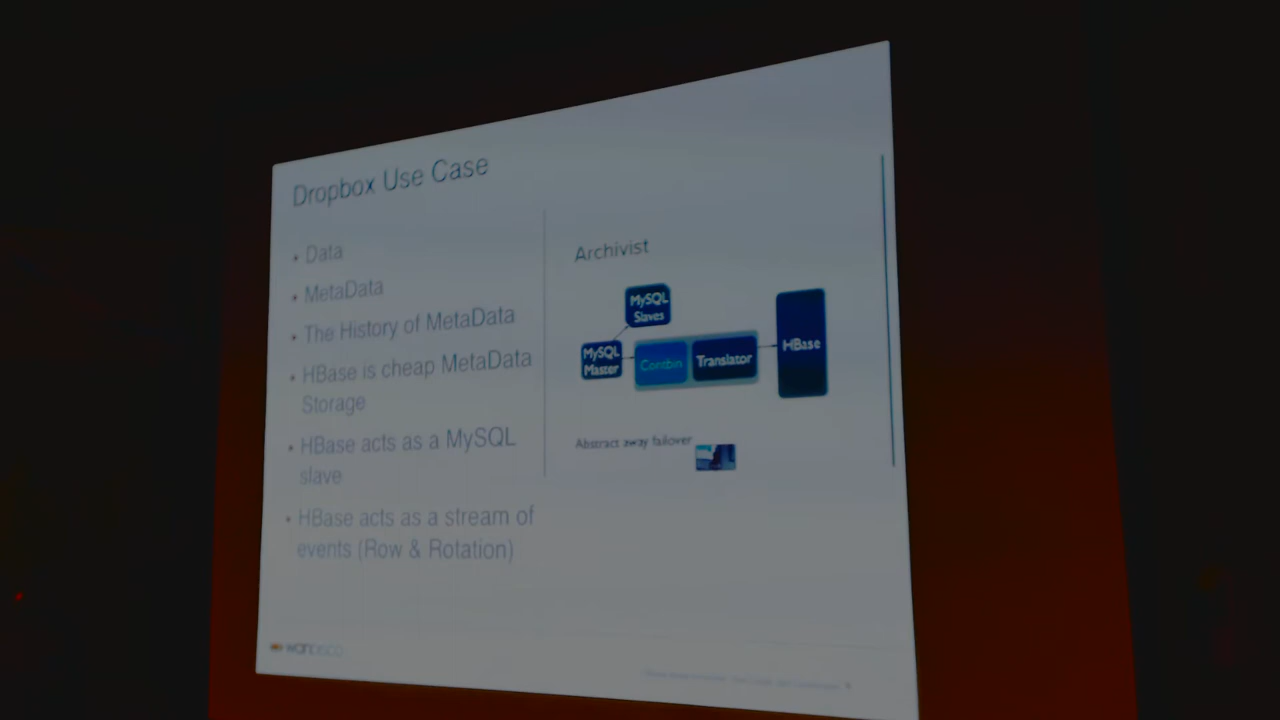 Dropbox Use Case
• Data
• MetaData
• The History of MetaData
• HBase is cheap MetaData
Storage
• HBase acts as a MySQL
slave
• HBase acts as a stream of
events (Row & Rotation)
Archivist
MySQL
Slaves
MySQL
Master
Translator
HBase
Abstract away failover
WANDISCO